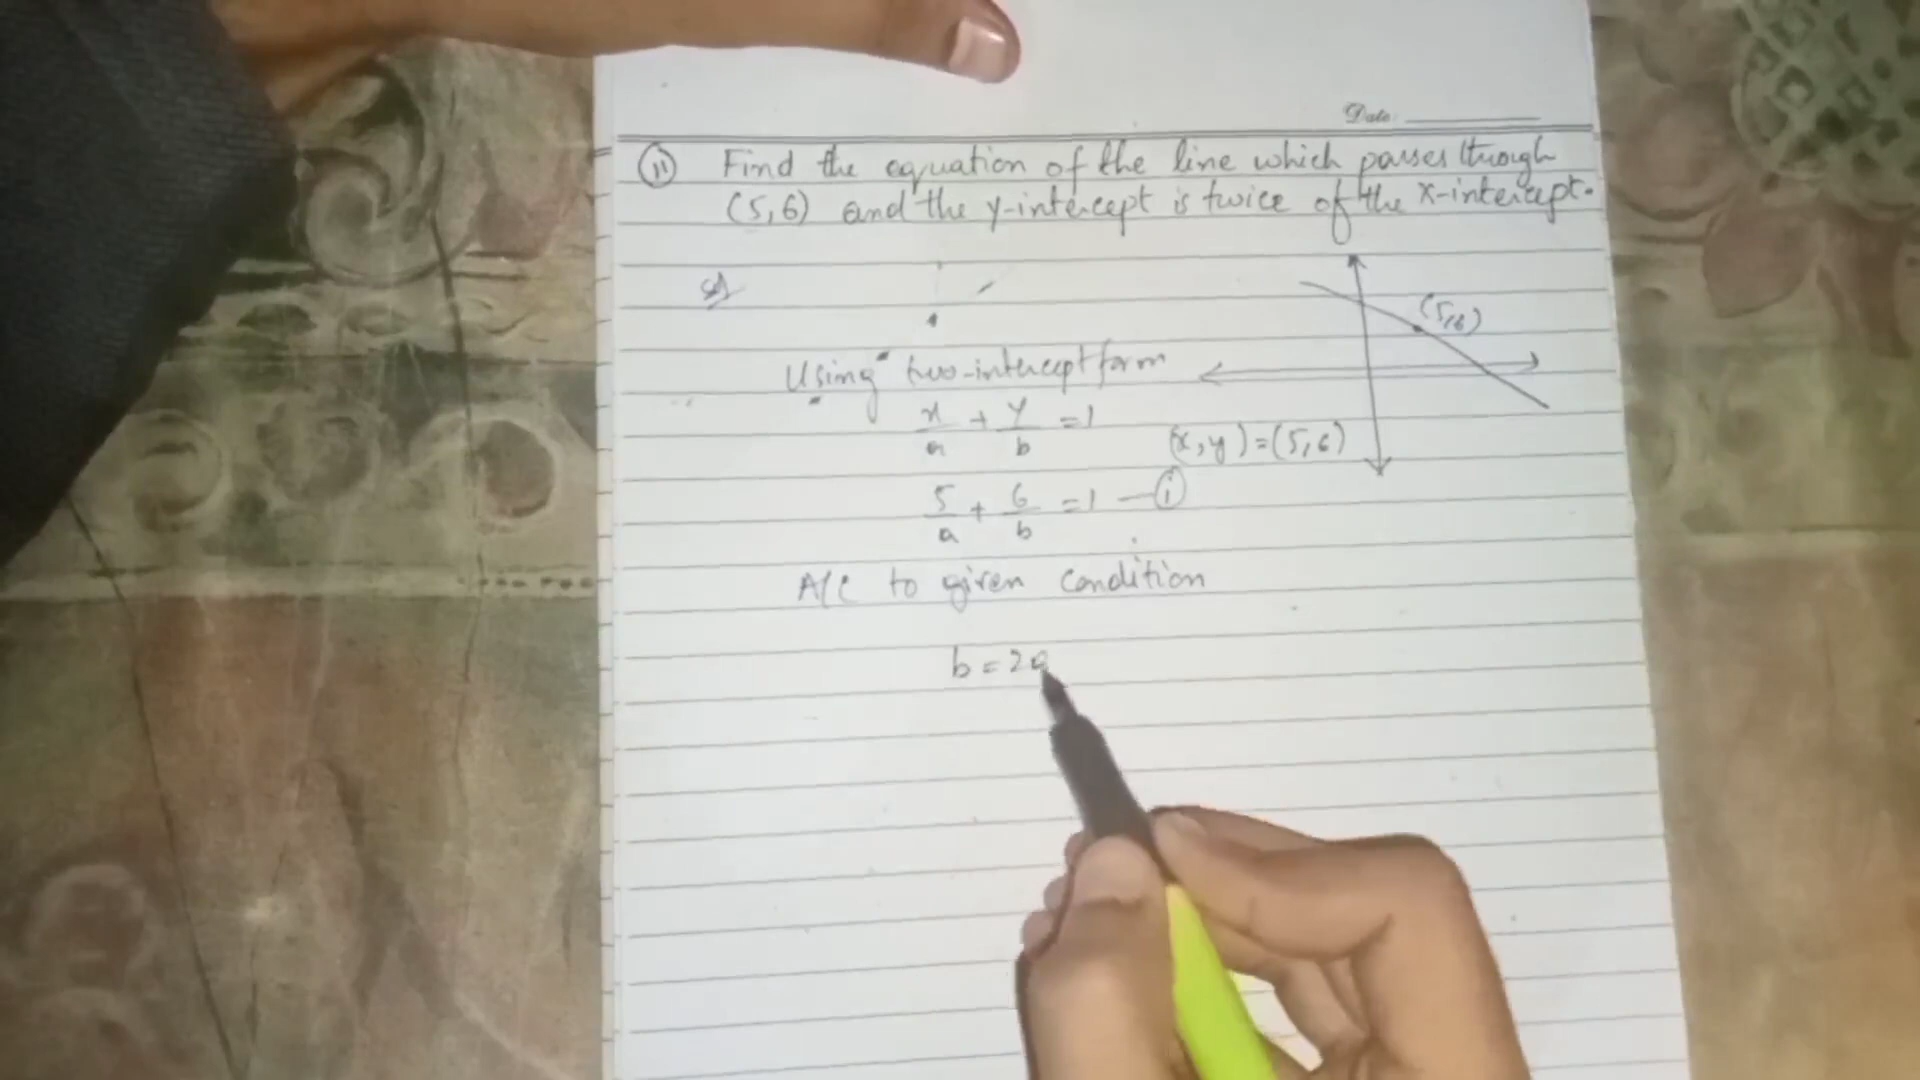 Date:
(11) Find the equation of the line which passes through
(5,6) and the y-intercept is twice of the x-intercept.
Sol
(5,6)
Using two-intercept form
x/a + y/b = 1
(x,y) = (5,6)
5/a + 6/b = 1 — (i)
A/C to given condition
b = 2a